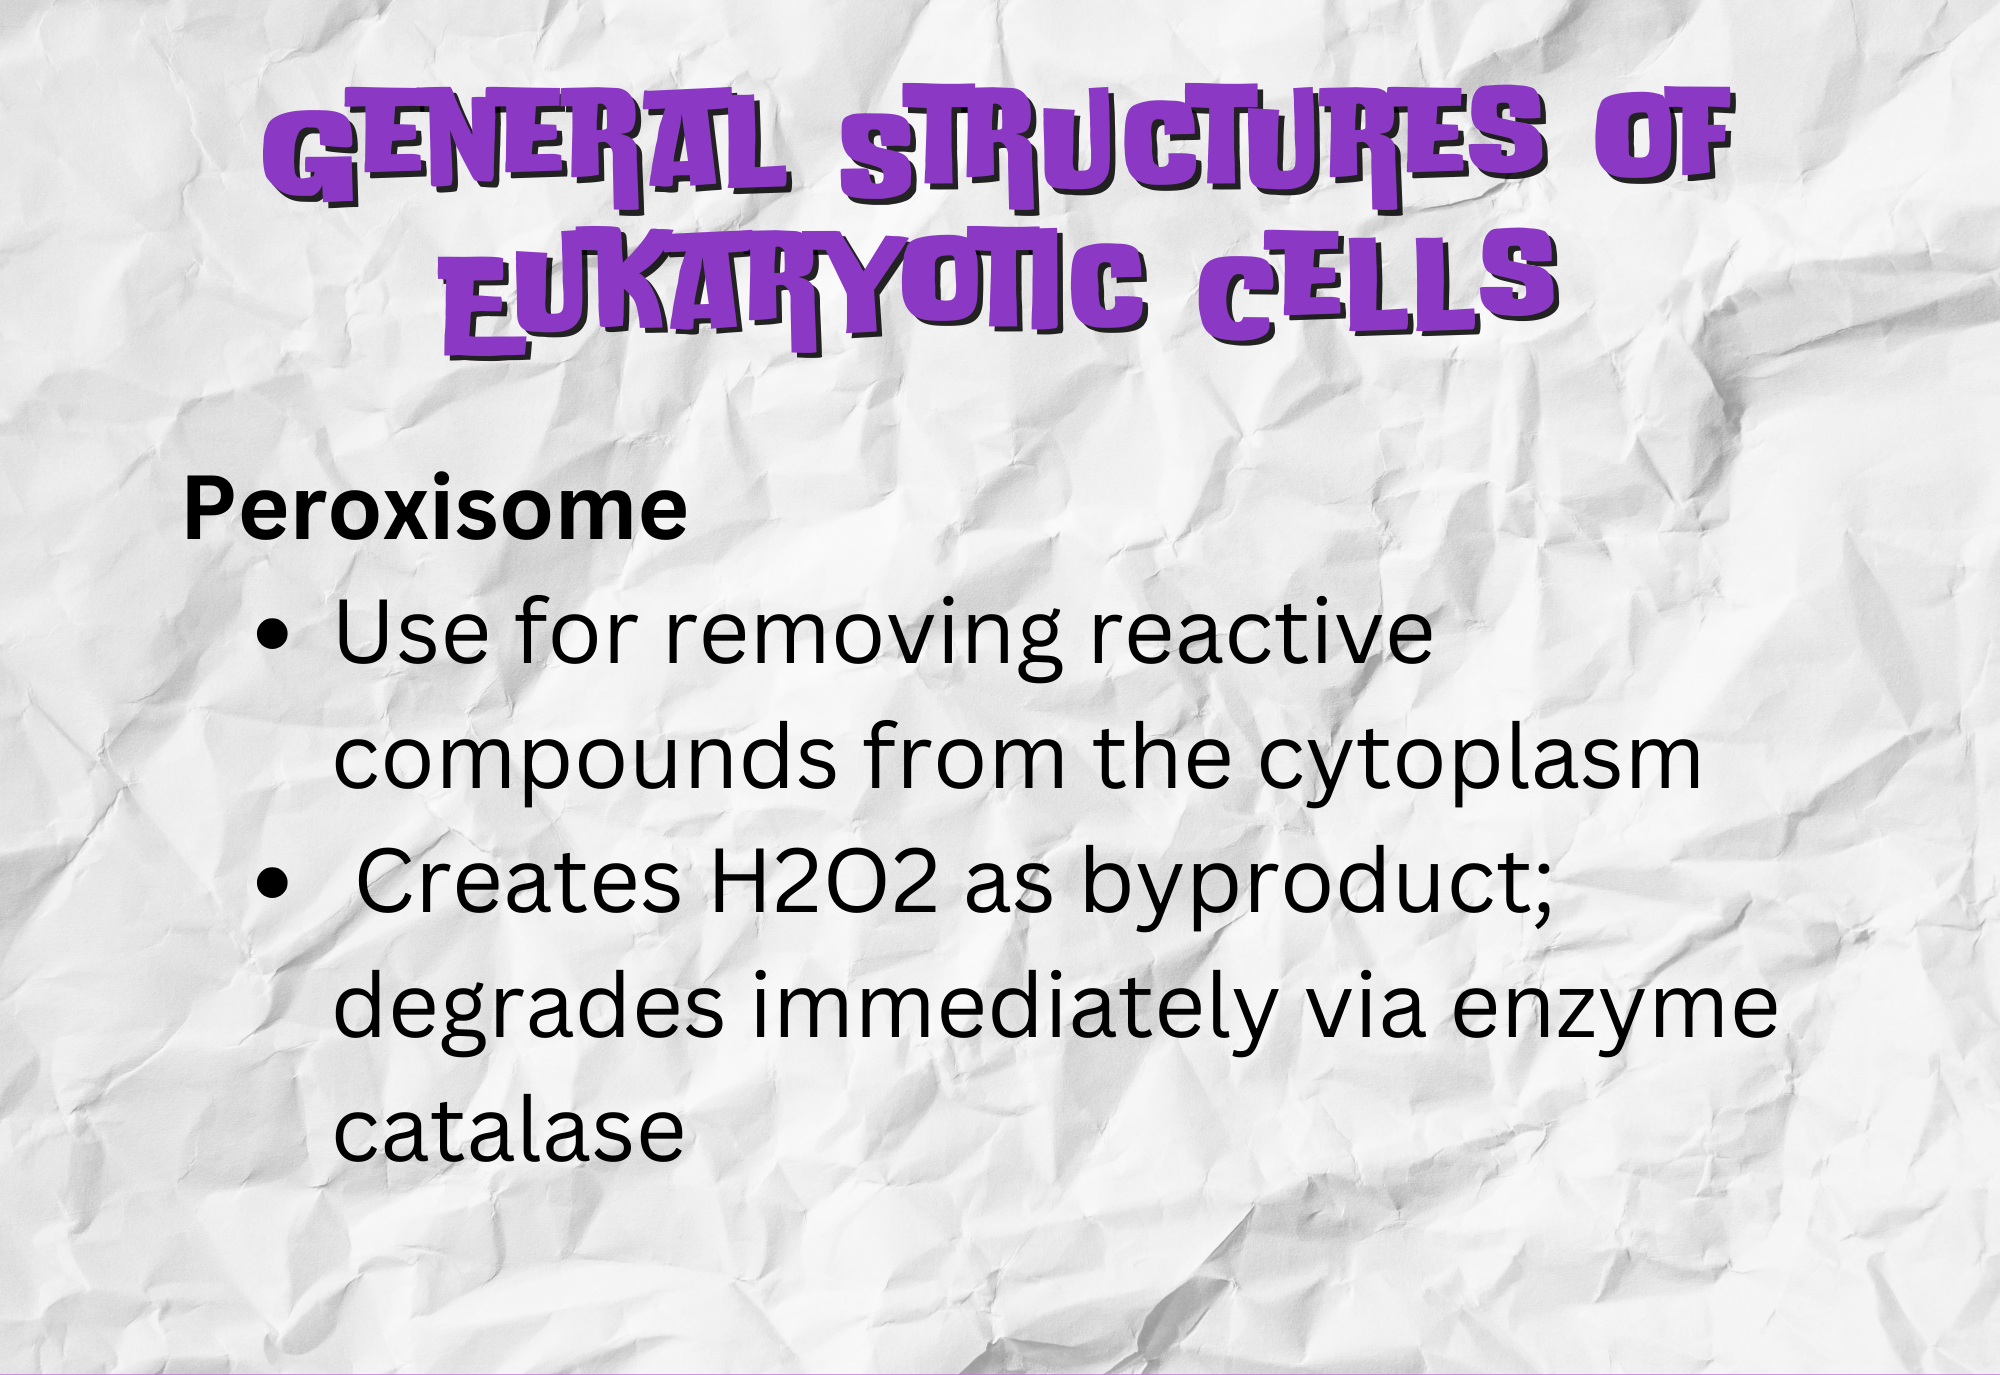 GENERAL STRUCTURES OF
EUKARYOTIC CELLS
Peroxisome
• Use for removing reactive
compounds from the cytoplasm
• Creates H2O2 as byproduct;
degrades immediately via enzyme
catalase